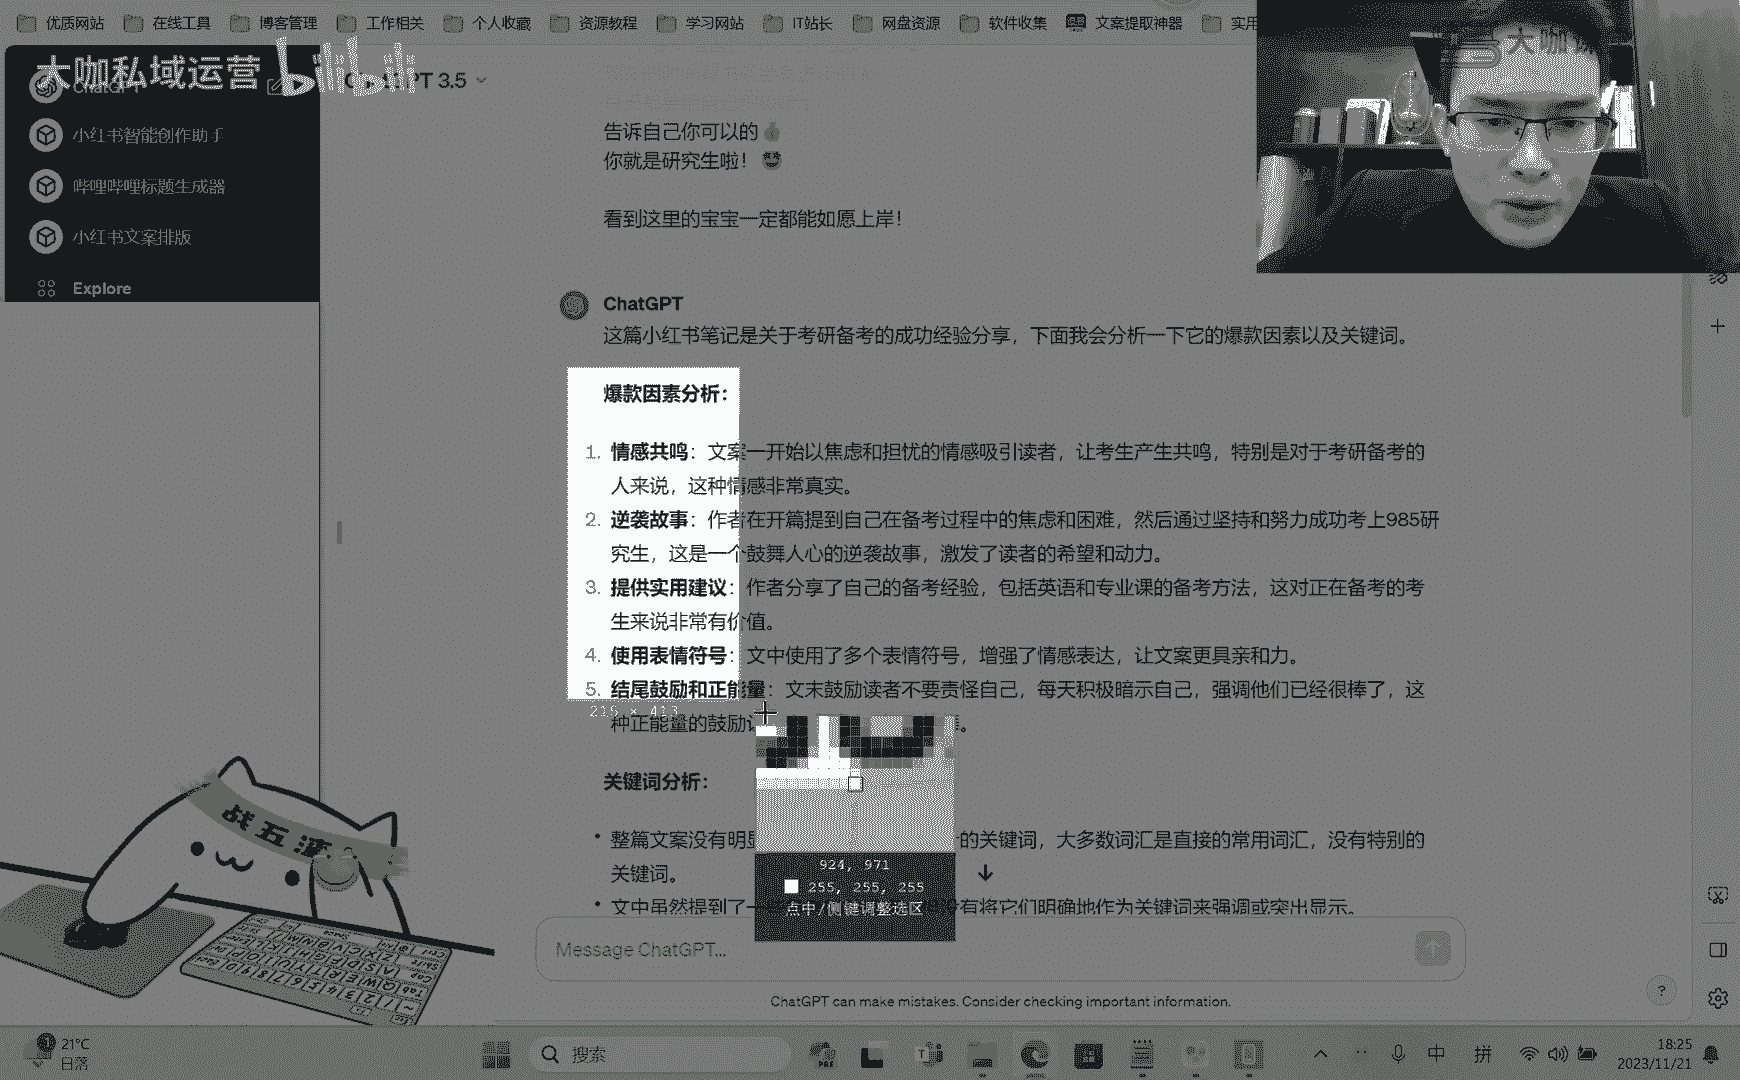 优质网站 在线工具 博客管理 工作相关 个人收藏 资源教程 学习网站 IT站长 网盘资源 软件收集 文案提取神器 实用
大咖私域运营 bilibili
ChatGPT
PT 3.5
小红书智能创作助手
哔哩哔哩标题生成器
小红书文案排版
Explore
告诉自己你可以的
你就是研究生啦！
看到这里的宝宝一定都能如愿上岸！
ChatGPT
这篇小红书笔记是关于考研备考的成功经验分享，下面我会分析一下它的爆款因素以及关键词。
爆款因素分析：
1. 情感共鸣：文案一开始以焦虑和担忧的情感吸引读者，让考生产生共鸣，特别是对于考研备考的
人来说，这种情感非常真实。
2. 逆袭故事：作者在开篇提到自己在备考过程中的焦虑和困难，然后通过坚持和努力成功考上985研
究生，这是一个鼓舞人心的逆袭故事，激发了读者的希望和动力。
3. 提供实用建议：作者分享了自己的备考经验，包括英语和专业课的备考方法，这对正在备考的考
生来说非常有价值。
4. 使用表情符号：文中使用了多个表情符号，增强了情感表达，让文案更具亲和力。
5. 结尾鼓励和正能量：文末鼓励读者不要责怪自己，每天积极暗示自己，强调他们已经很棒了，这
种正能量的鼓励
215 × 413
关键词分析：
整篇文案没有明 的关键词，大多数词汇是直接的常用词汇，没有特别的
关键词。
文中虽然提到了一 没有将它们明确地作为关键词来强调或突出显示。
924, 971
255, 255, 255
点中/侧键调整选区
Message ChatGPT...
ChatGPT can make mistakes. Consider checking important information.
?
战五渣
大咖
21°C
日落
搜索
PRE
中 拼
18:25
2023/11/21